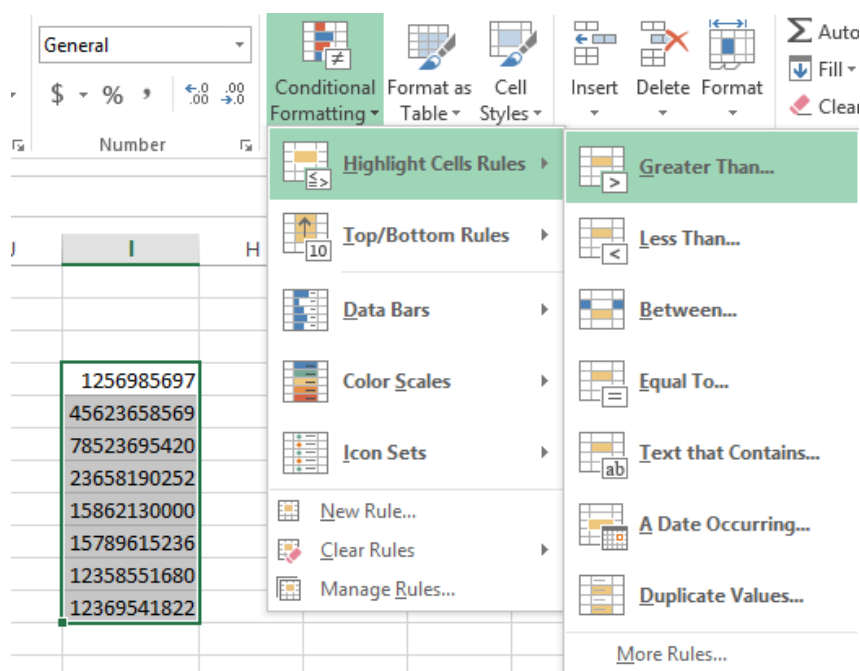 General
Conditional Formatting
Format as Table
Cell Styles
Insert
Delete
Format
Auto
Fill
Clear
$ % ,
←.0 .00
.00 →.0
Number
Highlight Cells Rules
≤>
Greater Than...
>
Top/Bottom Rules
10
Less Than...
<
Data Bars
Between...
Color Scales
Equal To...
=
Icon Sets
Text that Contains...
ab
New Rule...
A Date Occurring...
Clear Rules
Manage Rules...
Duplicate Values...
More Rules...
I
H
1256985697
45623658569
78523695420
23658190252
15862130000
15789615236
12358551680
12369541822